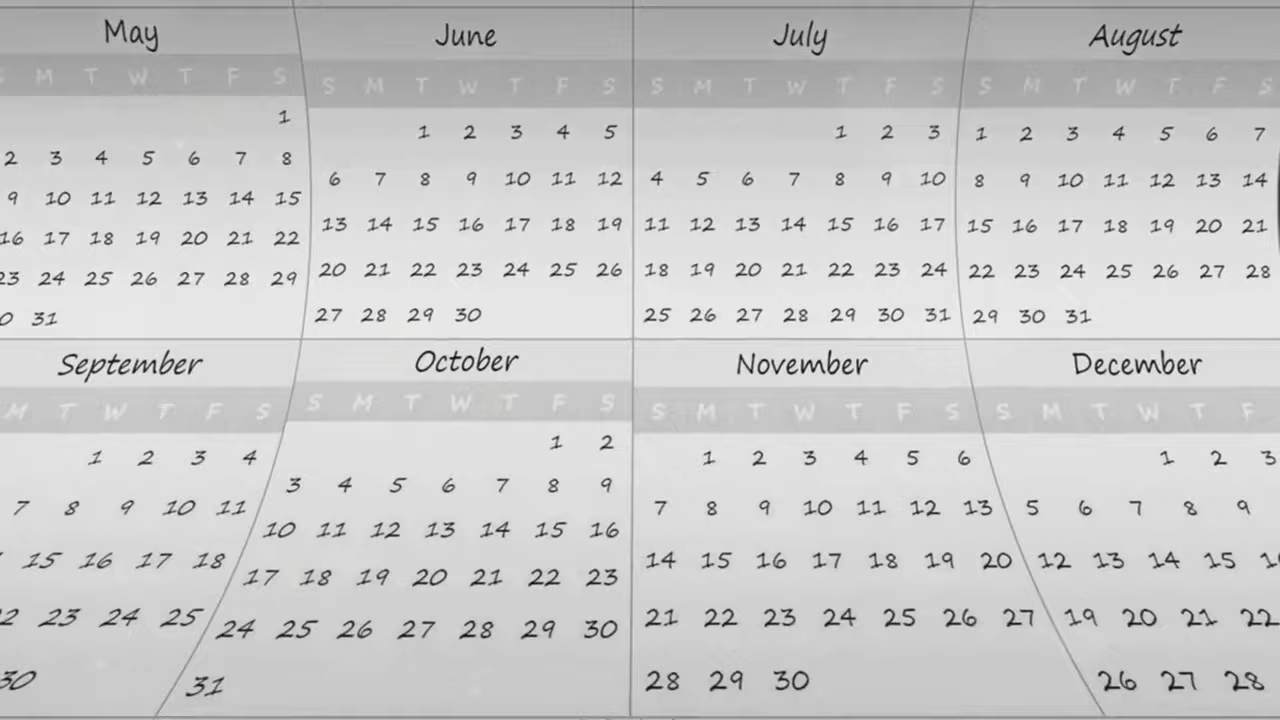 May
S M T W T F S
1
2 3 4 5 6 7 8
9 10 11 12 13 14 15
16 17 18 19 20 21 22
23 24 25 26 27 28 29
31
June
S M T W T F S
1 2 3 4 5
6 7 8 9 10 11 12
13 14 15 16 17 18 19
20 21 22 23 24 25 26
27 28 29 30
July
S M T W T F S
1 2 3
4 5 6 7 8 9 10
11 12 13 14 15 16 17
18 19 20 21 22 23 24
25 26 27 28 29 30 31
August
S M T W T F S
1 2 3 4 5 6 7
8 9 10 11 12 13 14
15 16 17 18 19 20 21
22 23 24 25 26 27 28
29 30 31
September
M T W T F S
1 2 3 4
7 8 9 10 11
15 16 17 18
23 24 25
30
October
S M T W T F S
1 2
3 4 5 6 7 8 9
10 11 12 13 14 15 16
17 18 19 20 21 22 23
24 25 26 27 28 29 30
31
November
S M T W T F S
1 2 3 4 5 6
7 8 9 10 11 12 13
14 15 16 17 18 19 20
21 22 23 24 25 26 27
28 29 30
December
S M T W T F
1 2 3
5 6 7 8 9
12 13 14 15
19 20 21 22
26 27 28